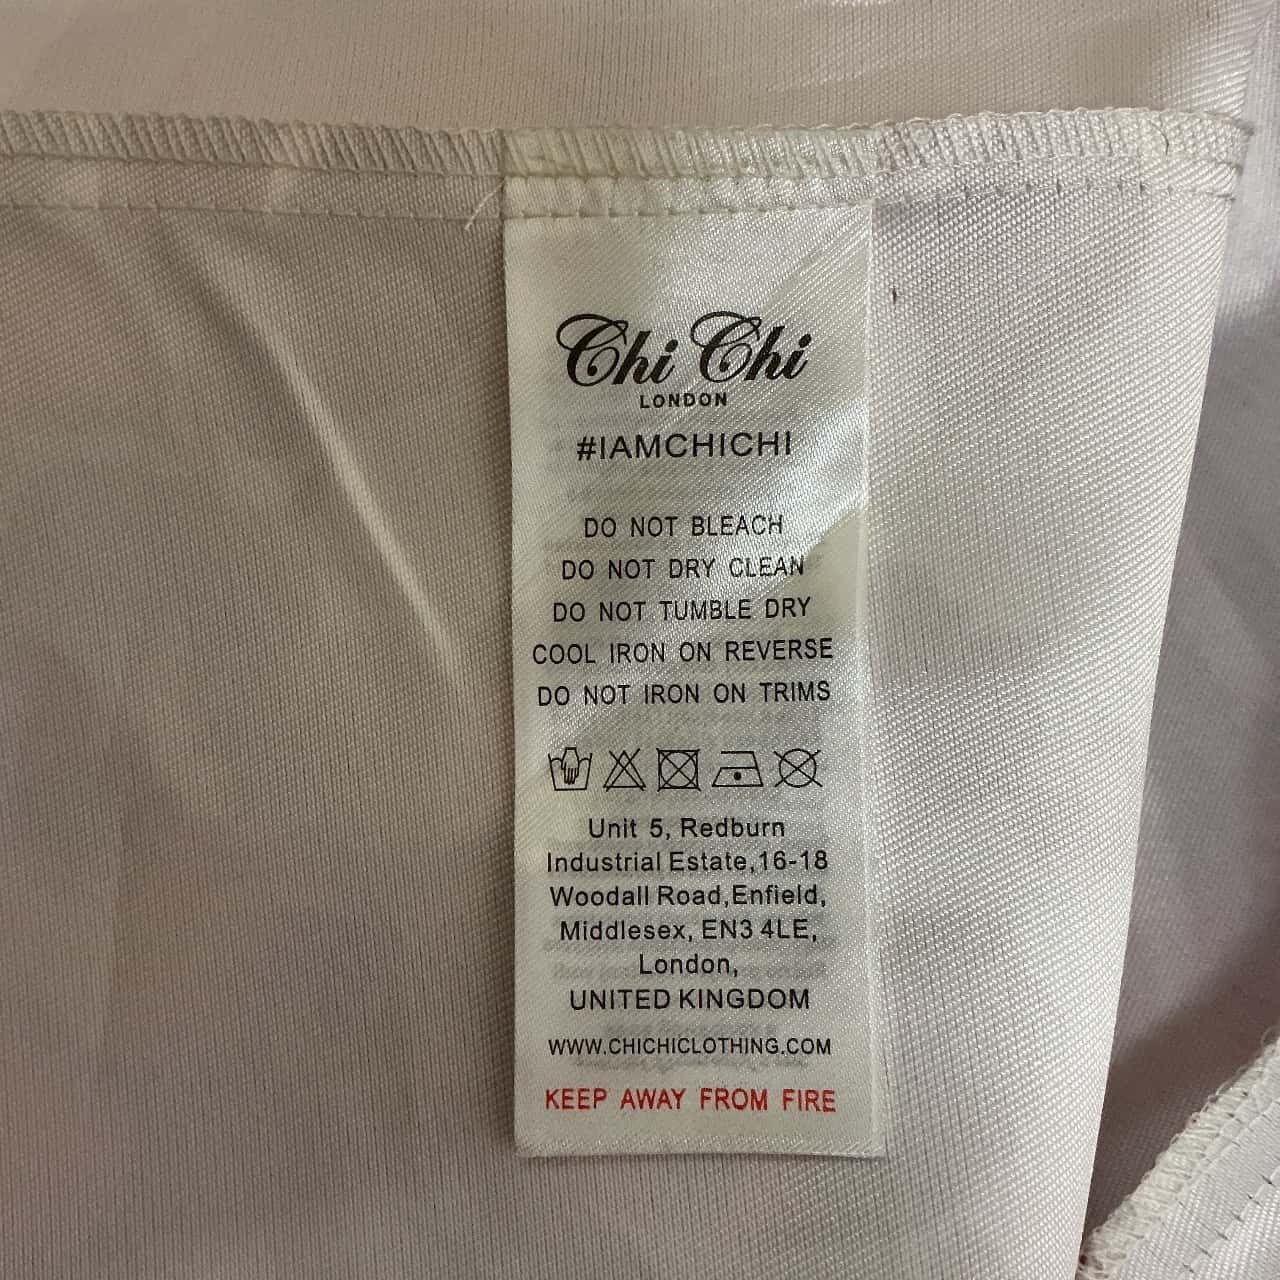 Chi Chi
LONDON
#IAMCHICHI
DO NOT BLEACH
DO NOT DRY CLEAN
DO NOT TUMBLE DRY
COOL IRON ON REVERSE
DO NOT IRON ON TRIMS
Unit 5, Redburn
Industrial Estate,16-18
Woodall Road,Enfield,
Middlesex, EN3 4LE,
London,
UNITED KINGDOM
WWW.CHICHICLOTHING.COM
KEEP AWAY FROM FIRE